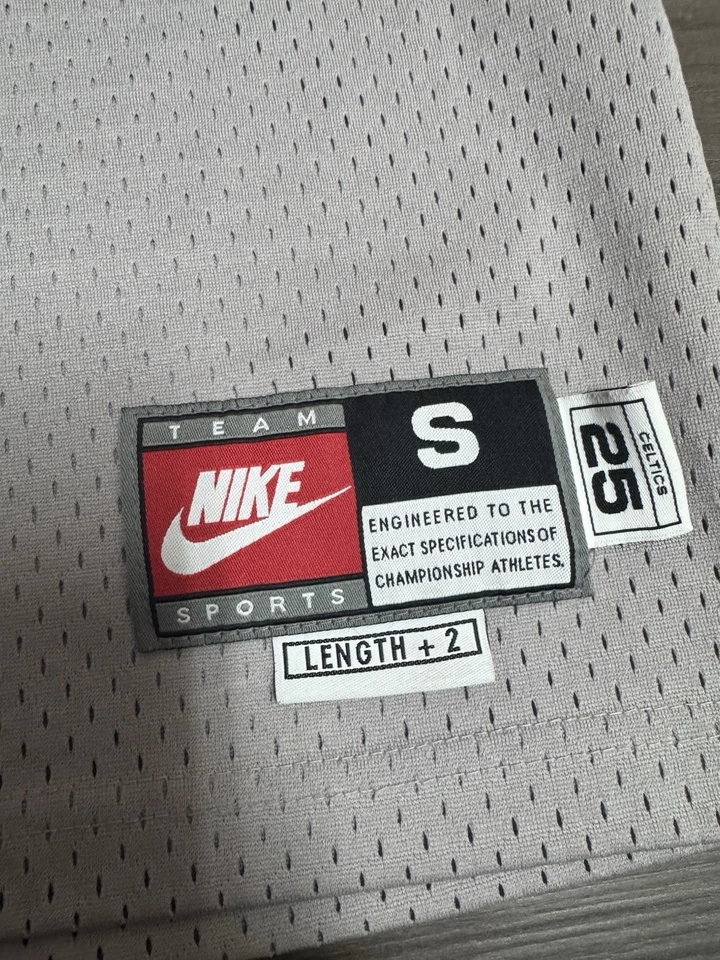 TEAM
NIKE
SPORTS
S
ENGINEERED TO THE
EXACT SPECIFICATIONS OF
CHAMPIONSHIP ATHLETES.
LENGTH + 2
CELTICS
25